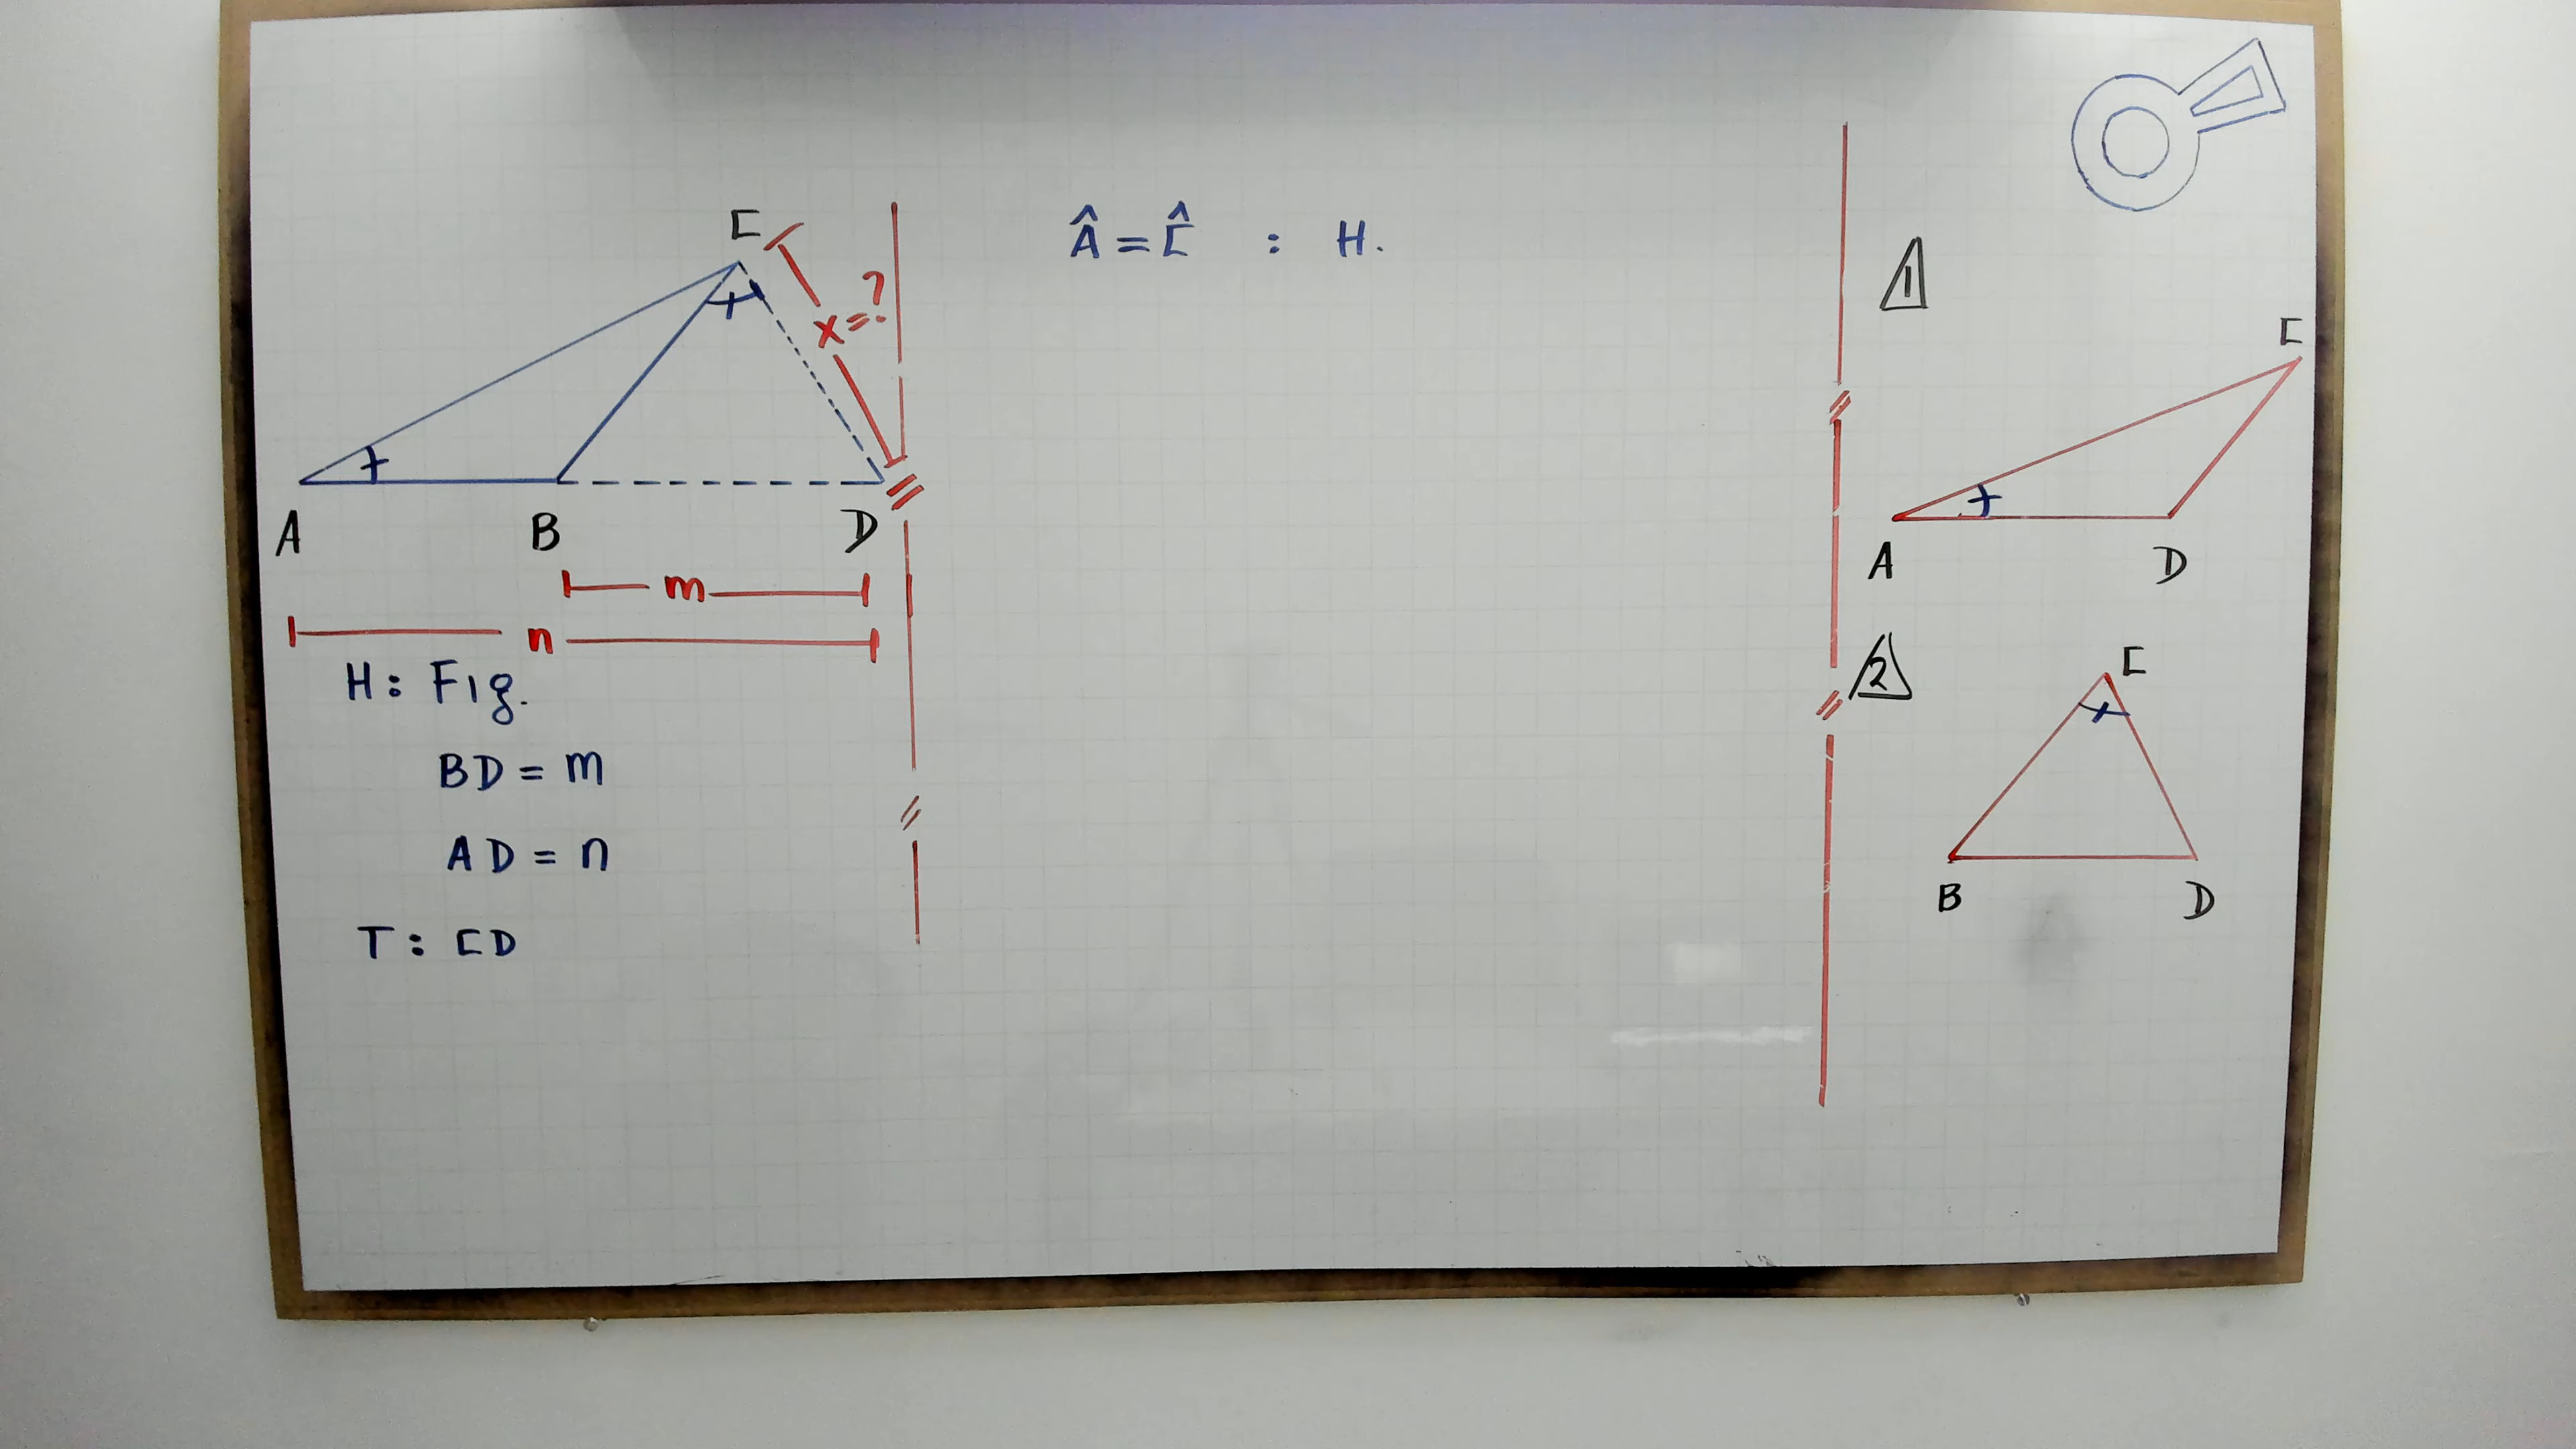 C
x=?
A B D
m
n
H: Fig.
BD = m
AD = n
T: CD
Â = Ĉ : H.
1
C
A D
2
C
B D